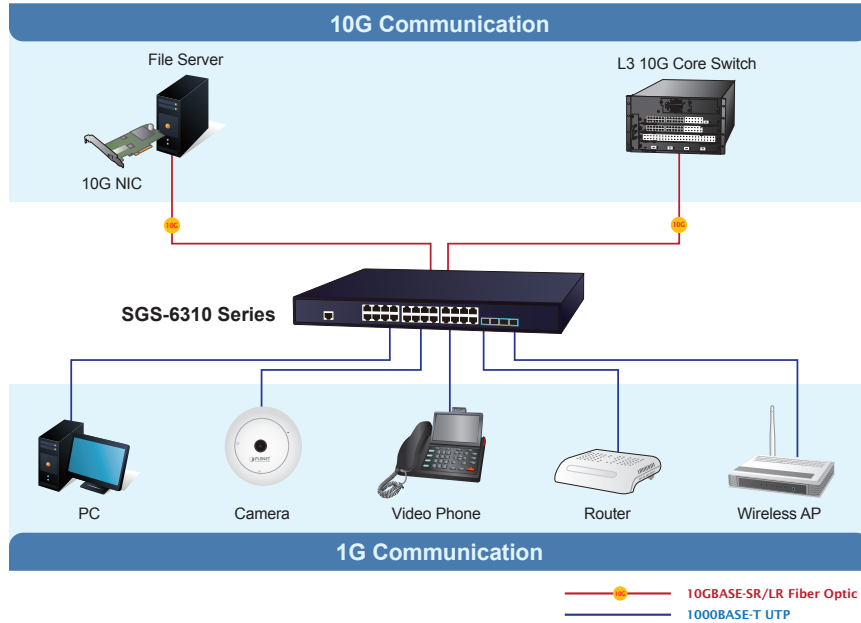 10G Communication
File Server
L3 10G Core Switch
10G NIC
10G
10G
SGS-6310 Series
PLANET
PC
Camera
Video Phone
Router
Wireless AP
1G Communication
10G
10GBASE-SR/LR Fiber Optic
1000BASE-T UTP